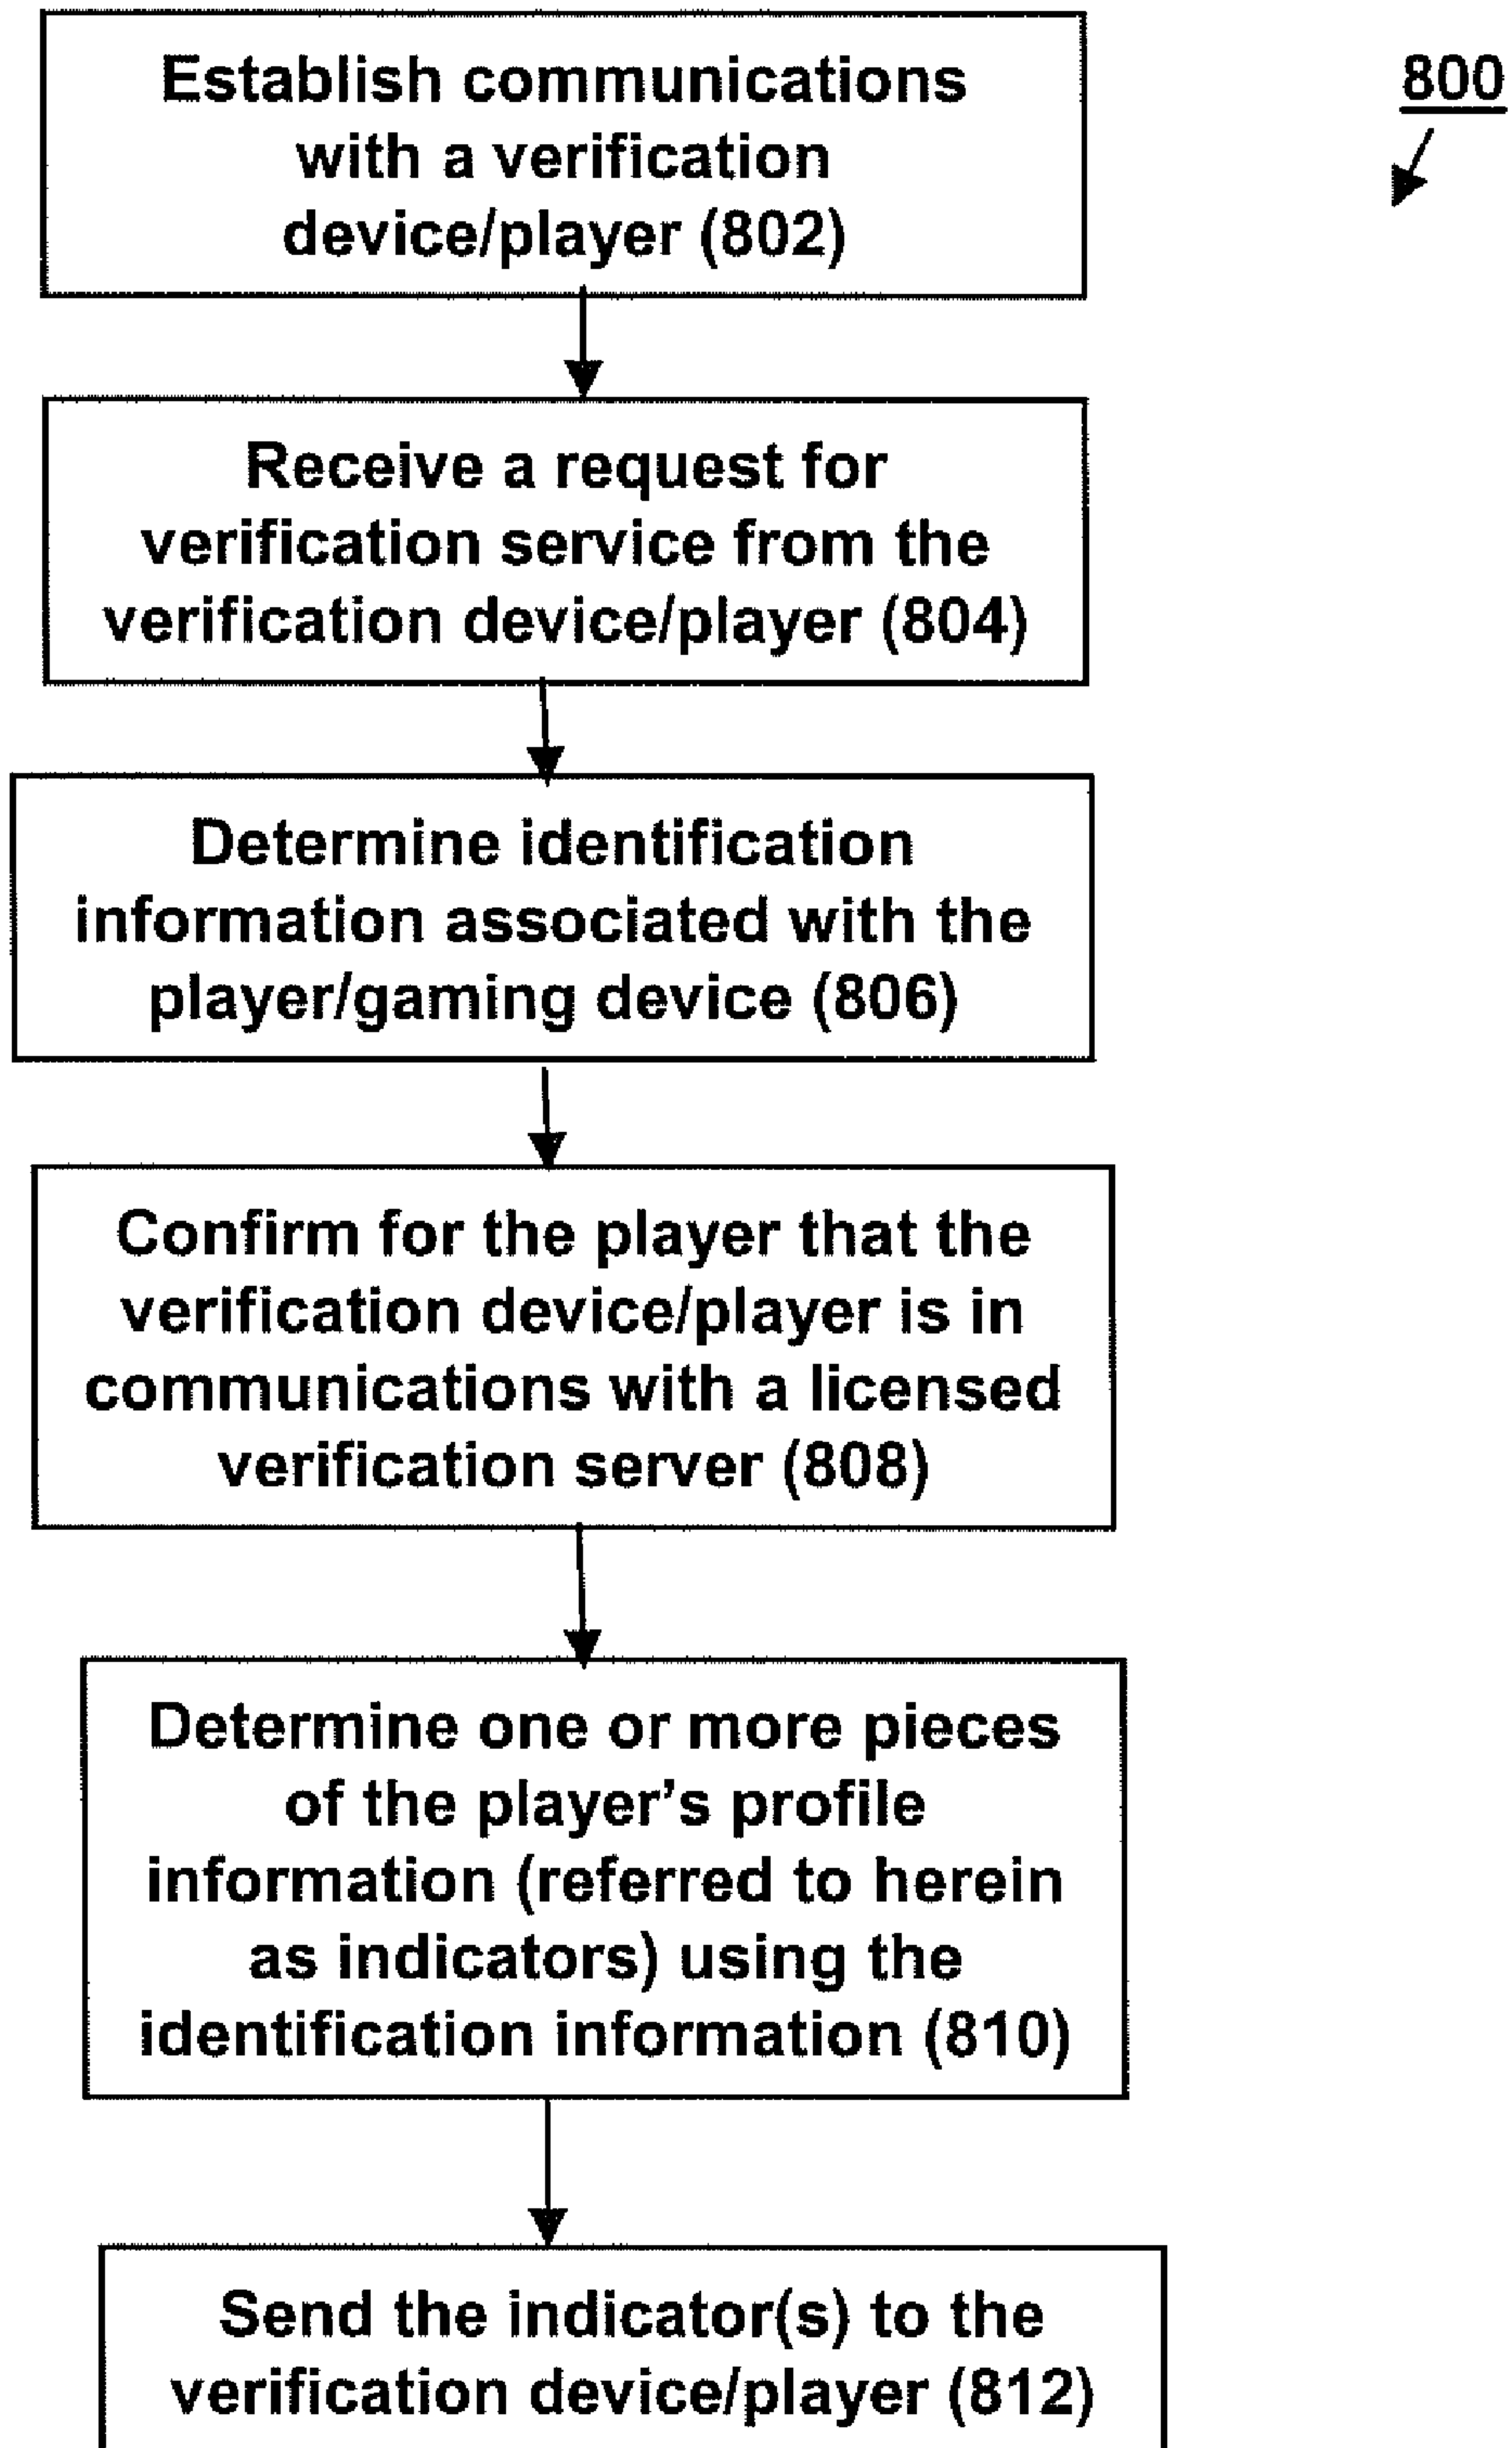 Establish communications
with a verification
device/player (802)
800
Receive a request for
verification service from the
verification device/player (804)
Determine identification
information associated with the
player/gaming device (806)
Confirm for the player that the
verification device/player is in
communications with a licensed
verification server (808)
Determine one or more pieces
of the player’s profile
information (referred to herein
as indicators) using the
identification information (810)
Send the indicator(s) to the
verification device/player (812)